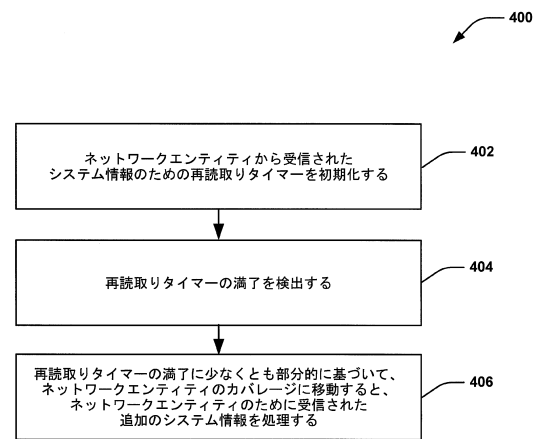 400
ネットワークエンティティから受信された
システム情報のための再読取りタイマーを初期化する
402
再読取りタイマーの満了を検出する
404
再読取りタイマーの満了に少なくとも部分的に基づいて、
ネットワークエンティティのカバレージに移動すると、
ネットワークエンティティのために受信された
追加のシステム情報を処理する
406